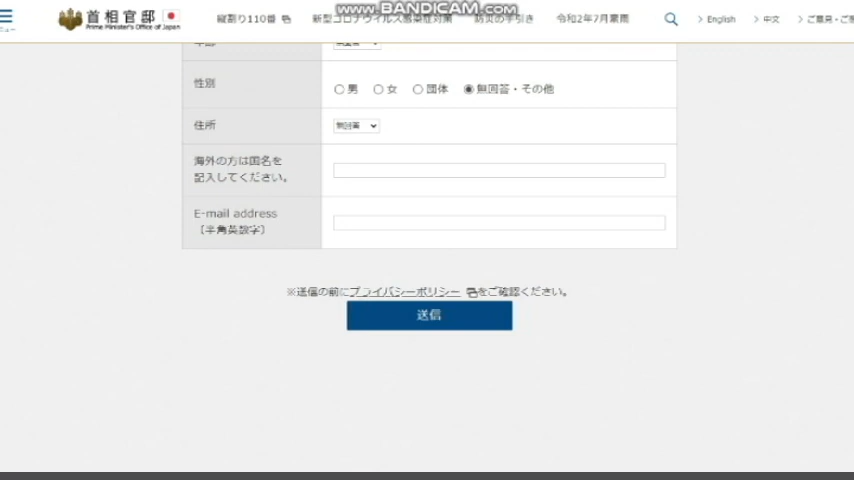 www.BANDICAM.com
首相官邸
Prime Minister's Office of Japan
縦割り110番
新型コロナウイルス感染症対策
防災の手引き
令和2年7月豪雨
English
中文
ご意見・ご
ュー
性別
男
女
団体
無回答・その他
住所
無回答
海外の方は国名を
記入してください。
E-mail address
〔半角英数字〕
※送信の前にプライバシーポリシー をご確認ください。
送信